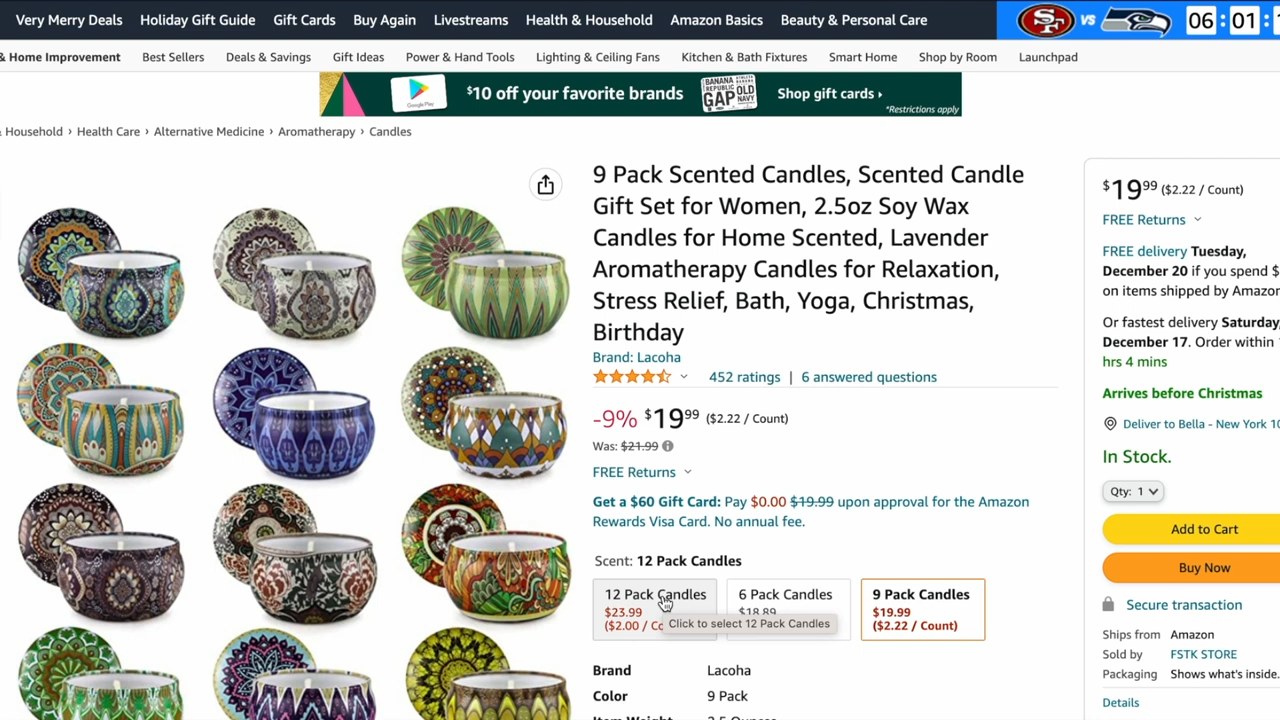 Very Merry Deals Holiday Gift Guide Gift Cards Buy Again Livestreams Health & Household Amazon Basics Beauty & Personal Care
SF VS 06 : 01 :
& Home Improvement Best Sellers Deals & Savings Gift Ideas Power & Hand Tools Lighting & Ceiling Fans Kitchen & Bath Fixtures Smart Home Shop by Room Launchpad
Google Play
$10 off your favorite brands
BANANA REPUBLIC
GAP
OLD NAVY
Shop gift cards ›
*Restrictions apply
Household › Health Care › Alternative Medicine › Aromatherapy › Candles
9 Pack Scented Candles, Scented Candle
Gift Set for Women, 2.5oz Soy Wax
Candles for Home Scented, Lavender
Aromatherapy Candles for Relaxation,
Stress Relief, Bath, Yoga, Christmas,
Birthday
Brand: Lacoha
452 ratings | 6 answered questions
-9% $19.99 ($2.22 / Count)
Was: $21.99
FREE Returns
Get a $60 Gift Card: Pay $0.00 $19.99 upon approval for the Amazon
Rewards Visa Card. No annual fee.
Scent: 12 Pack Candles
12 Pack Candles
$23.99
($2.00 /
6 Pack Candles
$18.89
9 Pack Candles
$19.99
($2.22 / Count)
Click to select 12 Pack Candles
Brand Lacoha
Color 9 Pack
Item Weight 2.5 Ounces
$19.99 ($2.22 / Count)
FREE Returns
FREE delivery Tuesday,
December 20 if you spend $
on items shipped by Amazon
Or fastest delivery Saturday,
December 17. Order within
hrs 4 mins
Arrives before Christmas
Deliver to Bella - New York
In Stock.
Qty: 1
Add to Cart
Buy Now
Secure transaction
Ships from Amazon
Sold by FSTK STORE
Packaging Shows what's inside.
Details